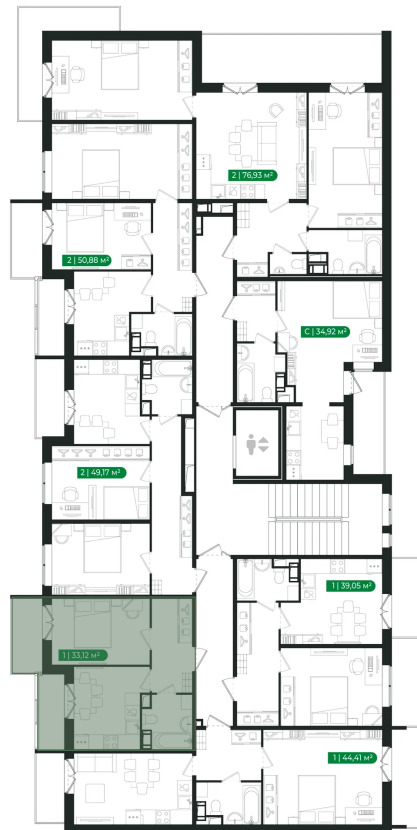 2 | 76,93 м²
2 | 50,88 м²
С | 34,92 м²
2 | 49,17 м²
1 | 39,05 м²
1 | 33,12 м²
1 | 44,41 м²